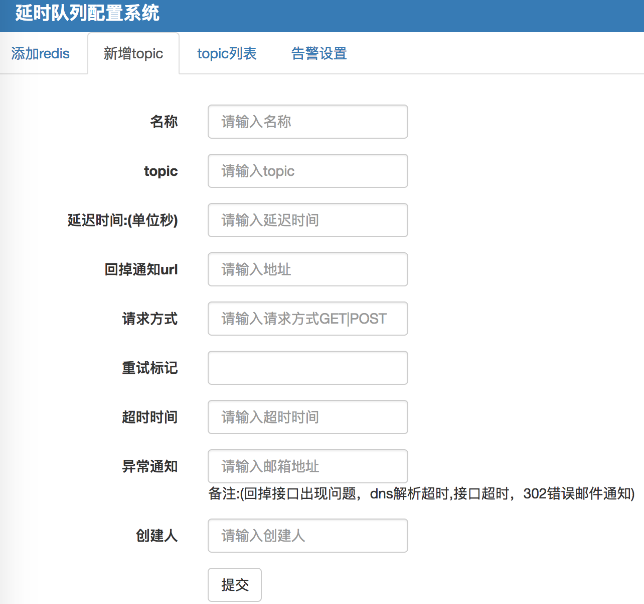 延时队列配置系统
添加redis 新增topic topic列表 告警设置
名称 请输入名称
topic 请输入topic
延迟时间:(单位秒) 请输入延迟时间
回掉通知url 请输入地址
请求方式 请输入请求方式GET|POST
重试标记
超时时间 请输入超时时间
异常通知 请输入邮箱地址
备注:(回掉接口出现问题，dns解析超时,接口超时，302错误邮件通知)
创建人 请输入创建人
提交